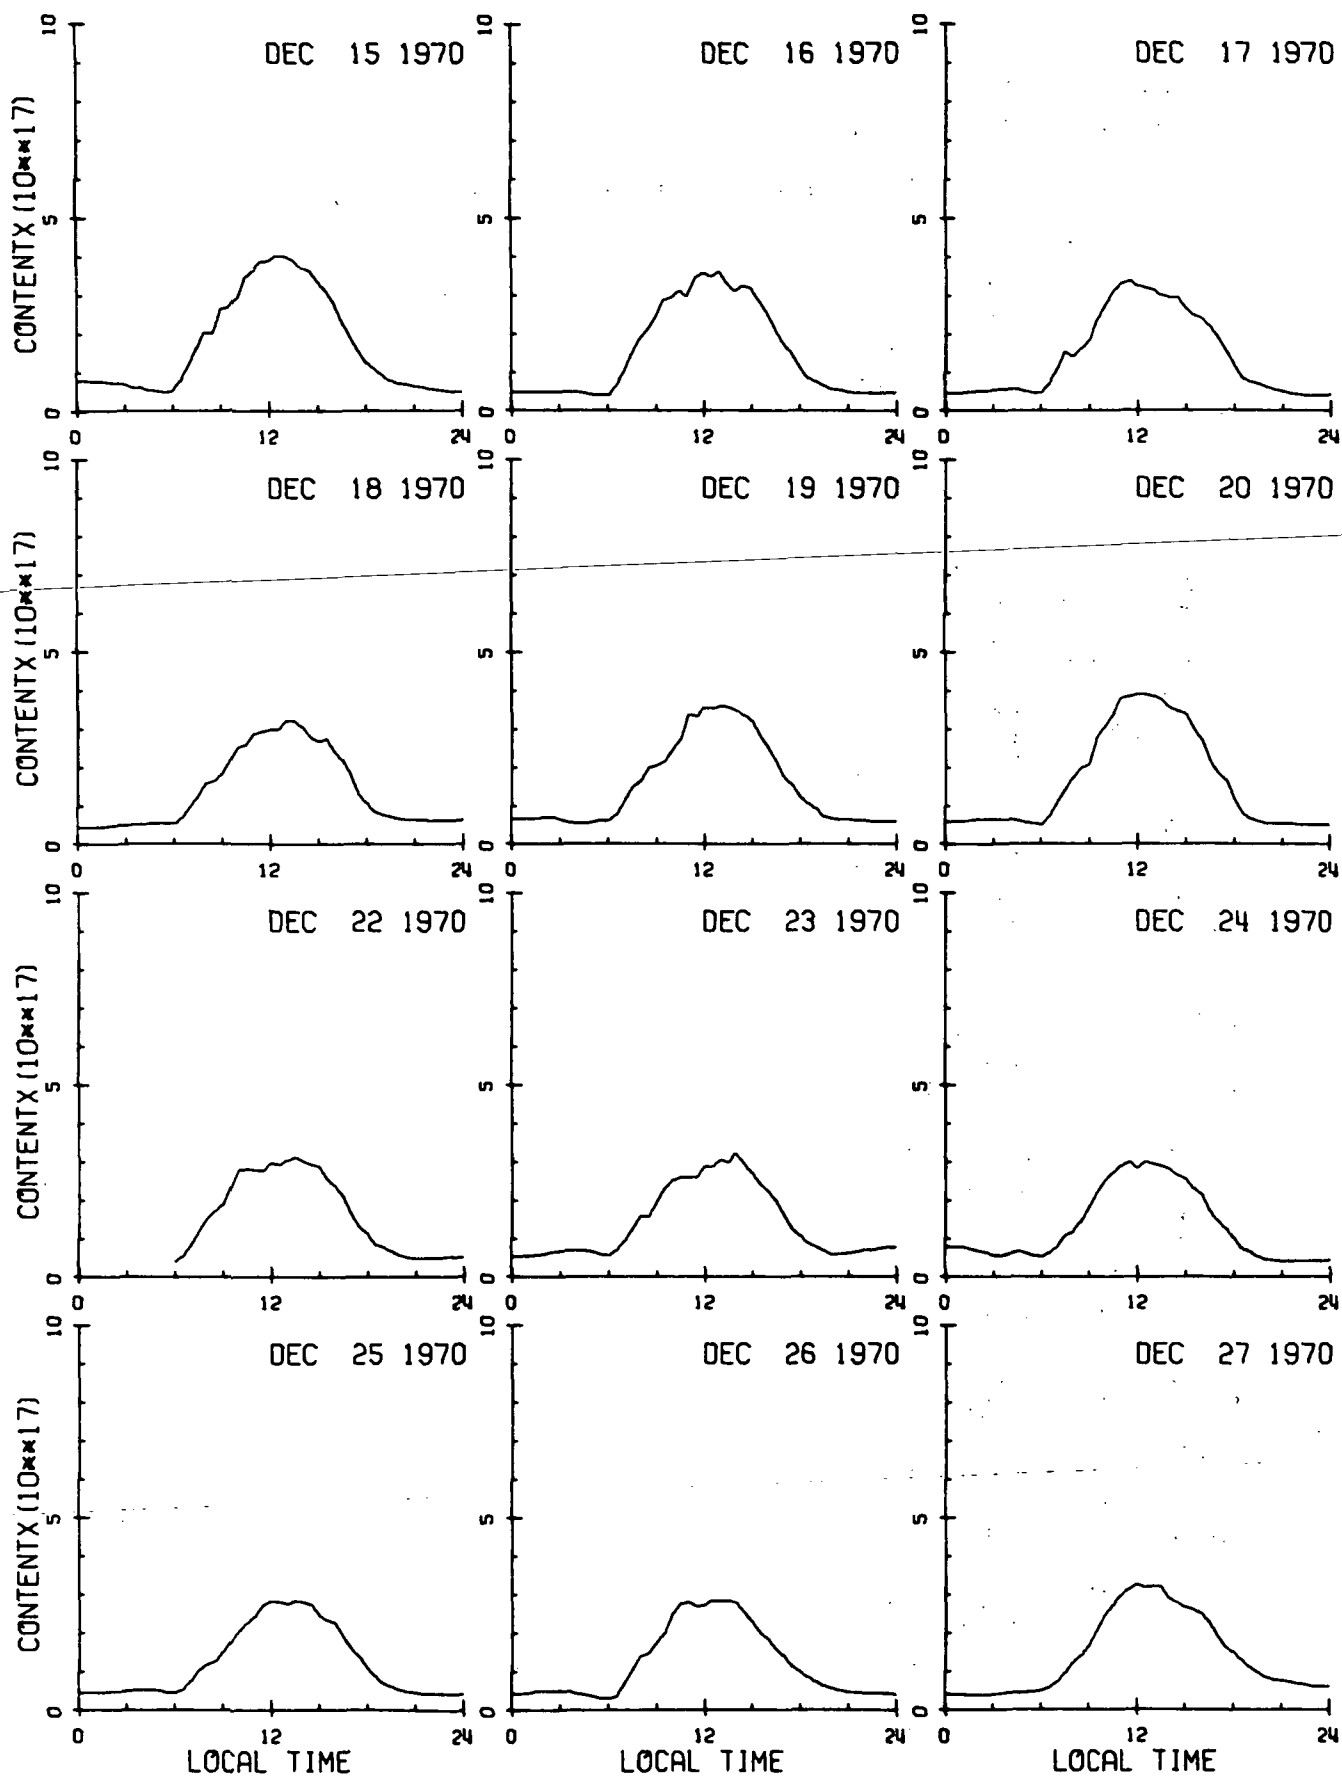 DEC 15 1970
DEC 16 1970
DEC 17 1970
CONTENTX (10**17)
0 5 10
0 12 24
0 5 10
0 12 24
0 5 10
0 12 24
DEC 18 1970
DEC 19 1970
DEC 20 1970
CONTENTX (10**17)
0 5 10
0 12 24
0 5 10
0 12 24
0 5 10
0 12 24
DEC 22 1970
DEC 23 1970
DEC 24 1970
CONTENTX (10**17)
0 5 10
0 12 24
0 5 10
0 12 24
0 5 10
0 12 24
DEC 25 1970
DEC 26 1970
DEC 27 1970
CONTENTX (10**17)
0 5 10
0 12 24
0 5 10
0 12 24
0 5 10
0 12 24
LOCAL TIME
LOCAL TIME
LOCAL TIME